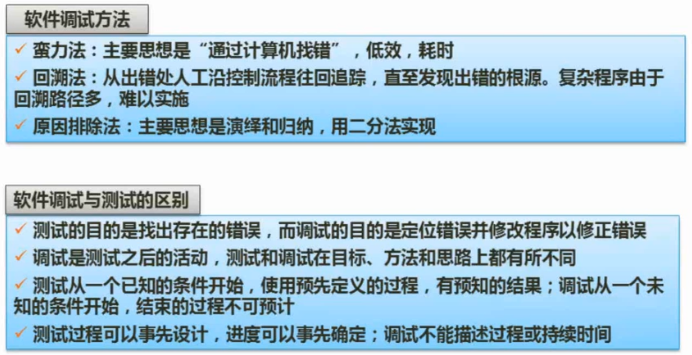 软件调试方法
✓ 蛮力法：主要思想是“通过计算机找错”，低效，耗时
✓ 回溯法：从出错处人工沿控制流程往回追踪，直至发现出错的根源。复杂程序由于
回溯路径多，难以实施
✓ 原因排除法：主要思想是演绎和归纳，用二分法实现
软件调试与测试的区别
✓ 测试的目的是找出存在的错误，而调试的目的是定位错误并修改程序以修正错误
✓ 调试是测试之后的活动，测试和调试在目标、方法和思路上都有所不同
✓ 测试从一个已知的条件开始，使用预先定义的过程，有预知的结果；调试从一个未
知的条件开始，结束的过程不可预计
✓ 测试过程可以事先设计，进度可以事先确定；调试不能描述过程或持续时间